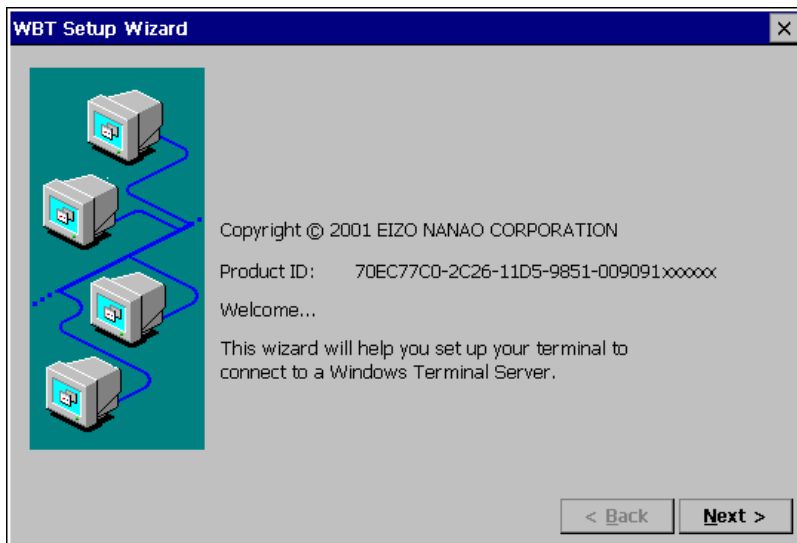 WBT Setup Wizard
Copyright © 2001 EIZO NANAO CORPORATION
Product ID: 70EC77C0-2C26-11D5-9851-009091xxxxxx
Welcome...
This wizard will help you set up your terminal to
connect to a Windows Terminal Server.
< Back Next >